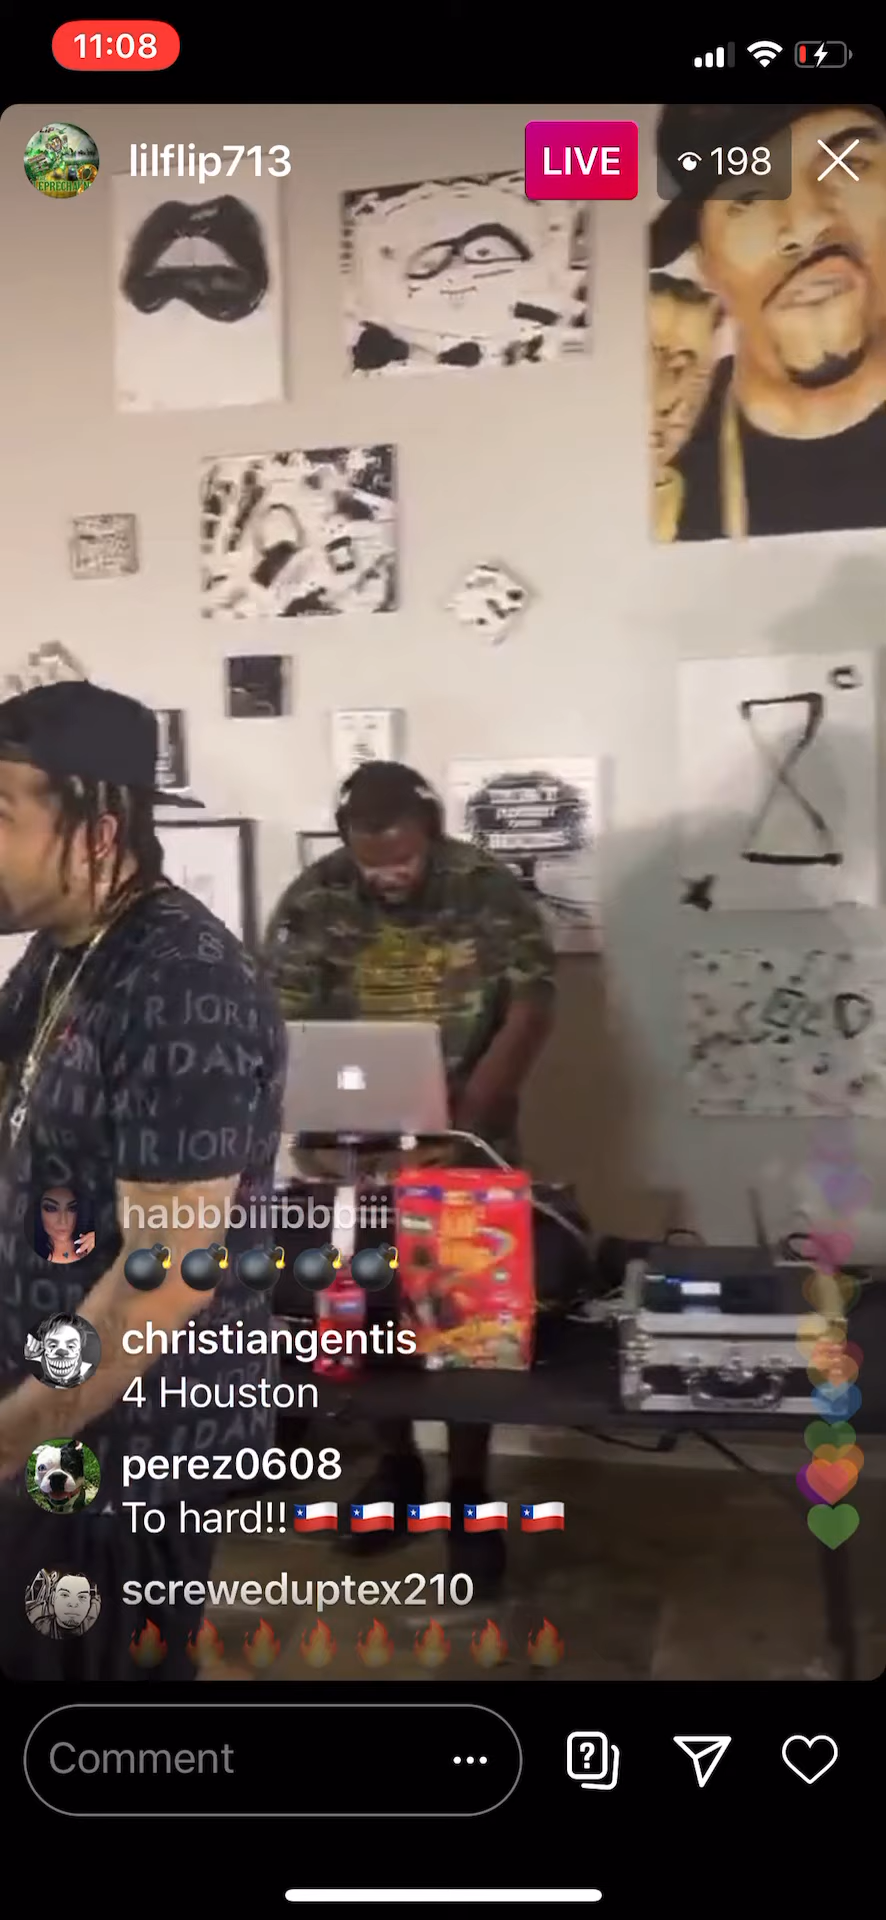 11:08
lilflip713
LIVE
198
habbbiiibbbiii
christiangentis
4 Houston
perez0608
To hard!!
screweduptex210
Comment